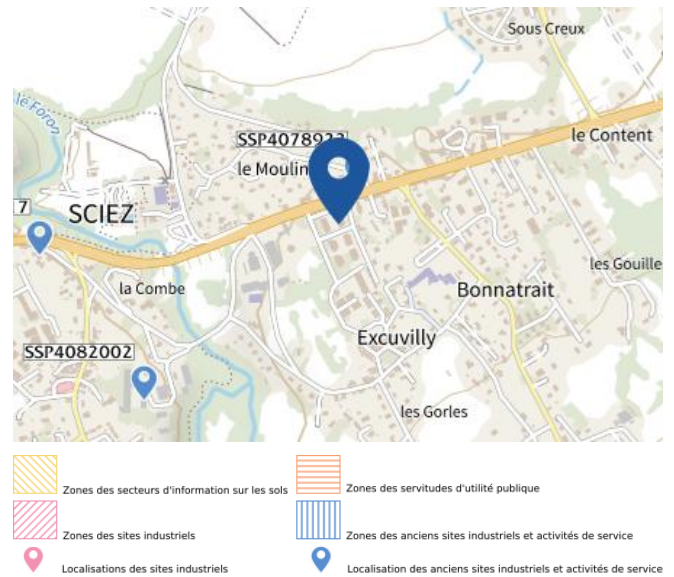 Sous Creux
le Foron
SSP4078923
le Content
le Moulin
7
SCIEZ
les Gouille
la Combe
Bonnatrait
Excuvilly
SSP4082002
les Gorles
Zones des secteurs d'information sur les sols
Zones des servitudes d'utilité publique
Zones des sites industriels
Zones des anciens sites industriels et activités de service
Localisations des sites industriels
Localisation des anciens sites industriels et activités de service